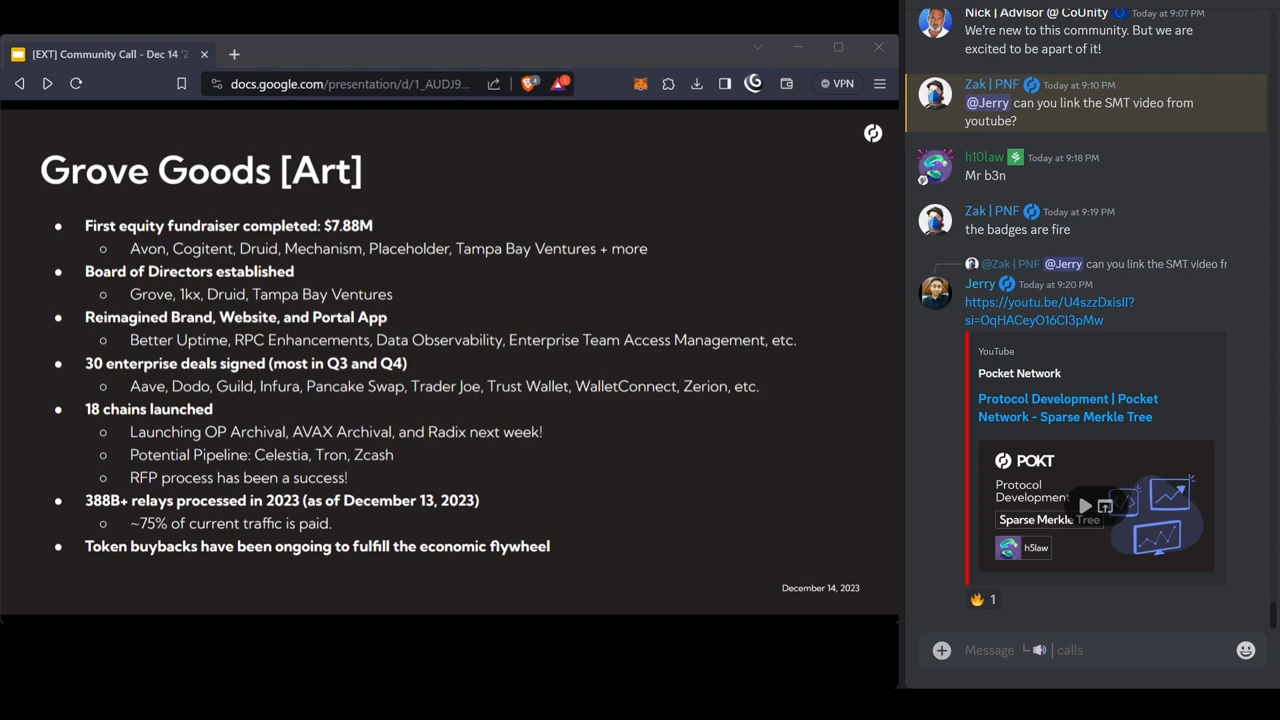 [EXT] Community Call - Dec 14 '2
docs.google.com/presentation/d/1_AUDJ9...
4
1
VPN
Grove Goods [Art]
First equity fundraiser completed: $7.88M
Avon, Cogitent, Druid, Mechanism, Placeholder, Tampa Bay Ventures + more
Board of Directors established
Grove, 1kx, Druid, Tampa Bay Ventures
Reimagined Brand, Website, and Portal App
Better Uptime, RPC Enhancements, Data Observability, Enterprise Team Access Management, etc.
30 enterprise deals signed (most in Q3 and Q4)
Aave, Dodo, Guild, Infura, Pancake Swap, Trader Joe, Trust Wallet, WalletConnect, Zerion, etc.
18 chains launched
Launching OP Archival, AVAX Archival, and Radix next week!
Potential Pipeline: Celestia, Tron, Zcash
RFP process has been a success!
388B+ relays processed in 2023 (as of December 13, 2023)
~75% of current traffic is paid.
Token buybacks have been ongoing to fulfill the economic flywheel
December 14, 2023
Nick | Advisor @ CoUnity Today at 9:07 PM
We're new to this community. But we are
excited to be apart of it!
Zak | PNF Today at 9:10 PM
@Jerry can you link the SMT video from
youtube?
h10law Today at 9:18 PM
Mr b3n
Zak | PNF Today at 9:19 PM
the badges are fire
@Zak | PNF @Jerry can you link the SMT video fr
Jerry Today at 9:20 PM
https://youtu.be/U4szzDxisII?
si=OqHACeyO16CI3pMw
YouTube
Pocket Network
Protocol Development | Pocket
Network - Sparse Merkle Tree
POKT
Protocol
Development
Sparse Merkle Tree
h5law
1
Message calls